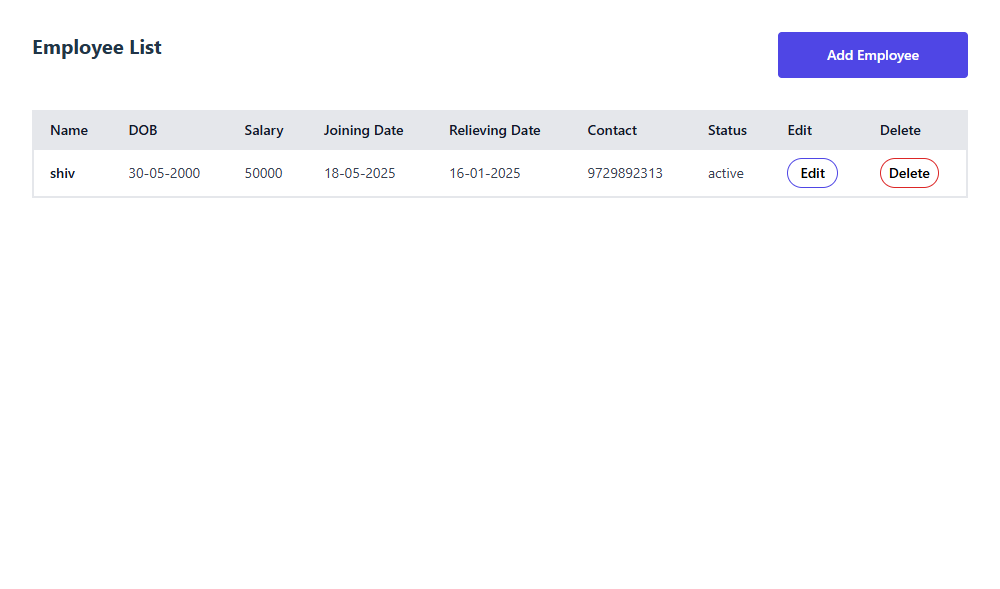 Employee List
Add Employee
Name DOB Salary Joining Date Relieving Date Contact Status Edit Delete
shiv 30-05-2000 50000 18-05-2025 16-01-2025 9729892313 active Edit Delete